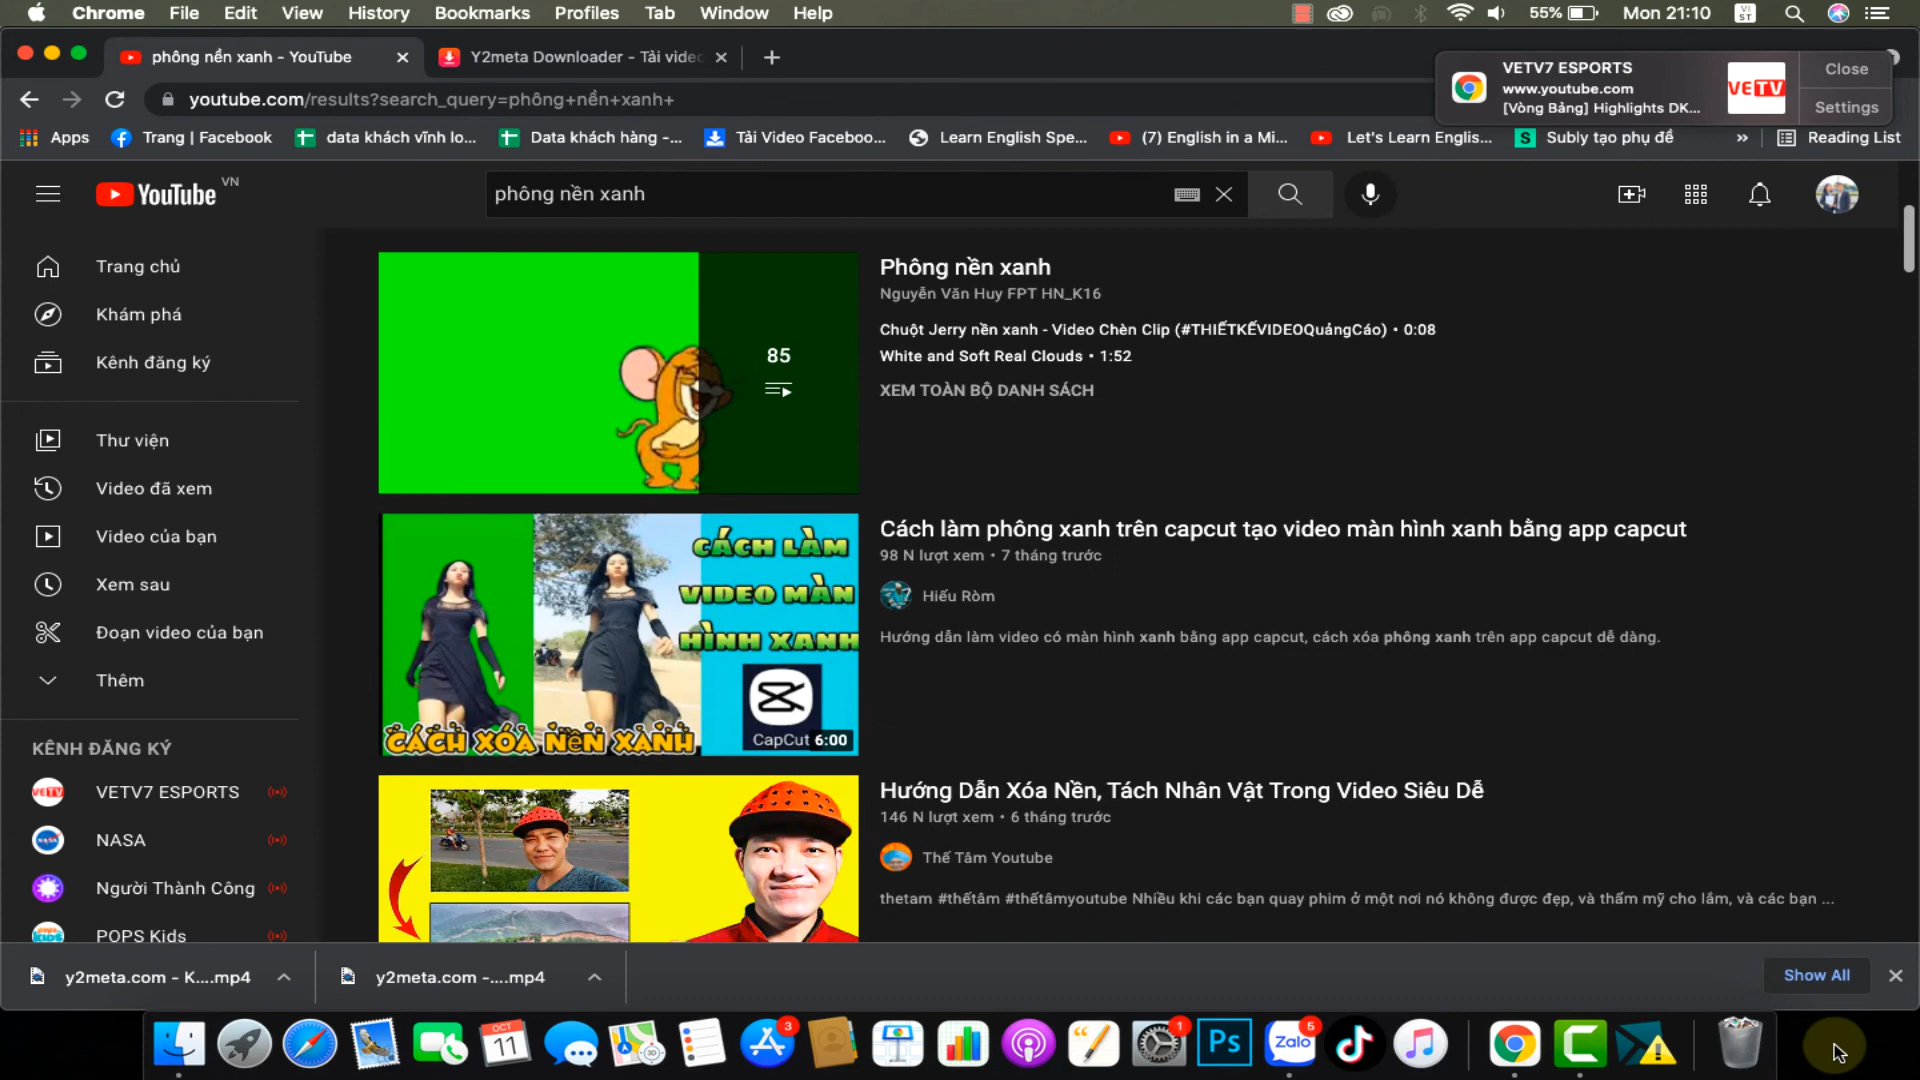 Chrome File Edit View History Bookmarks Profiles Tab Window Help
55% Mon 21:10 VI ST
phông nền xanh - YouTube
Y2meta Downloader - Tải video
VETV7 ESPORTS
www.youtube.com
[Vòng Bảng] Highlights DK...
VETV
Close
Settings
youtube.com/results?search_query=phông+nền+xanh+
Apps
Trang | Facebook
data khách vĩnh lo...
Data khách hàng -...
Tải Video Faceboo...
Learn English Spe...
(7) English in a Mi...
Let's Learn Englis...
Subly tạo phụ đề
»
Reading List
YouTube VN
phông nền xanh
Trang chủ
Khám phá
Kênh đăng ký
Thư viện
Video đã xem
Video của bạn
Xem sau
Đoạn video của bạn
Thêm
KÊNH ĐĂNG KÝ
VETV7 ESPORTS
NASA
Người Thành Công
POPS Kids
85
Phông nền xanh
Nguyễn Văn Huy FPT HN_K16
Chuột Jerry nền xanh - Video Chèn Clip (#THIẾTKẾVIDEOQuảngCáo) • 0:08
White and Soft Real Clouds • 1:52
XEM TOÀN BỘ DANH SÁCH
CÁCH LÀM
VIDEO MÀN
HÌNH XANH
CÁCH XÓA NỀN XANH
CapCut
6:00
Cách làm phông xanh trên capcut tạo video màn hình xanh bằng app capcut
98 N lượt xem • 7 tháng trước
Hiếu Ròm
Hướng dẫn làm video có màn hình xanh bằng app capcut, cách xóa phông xanh trên app capcut dễ dàng.
Hướng Dẫn Xóa Nền, Tách Nhân Vật Trong Video Siêu Dễ
146 N lượt xem • 6 tháng trước
Thế Tâm Youtube
thetam #thếtâm #thếtâmyoutube Nhiều khi các bạn quay phim ở một nơi nó không được đẹp, và thẩm mỹ cho lắm, và các bạn ...
y2meta.com - K....mp4
y2meta.com -....mp4
Show All
OCT
11
3D
3
1
Ps
Zalo
5